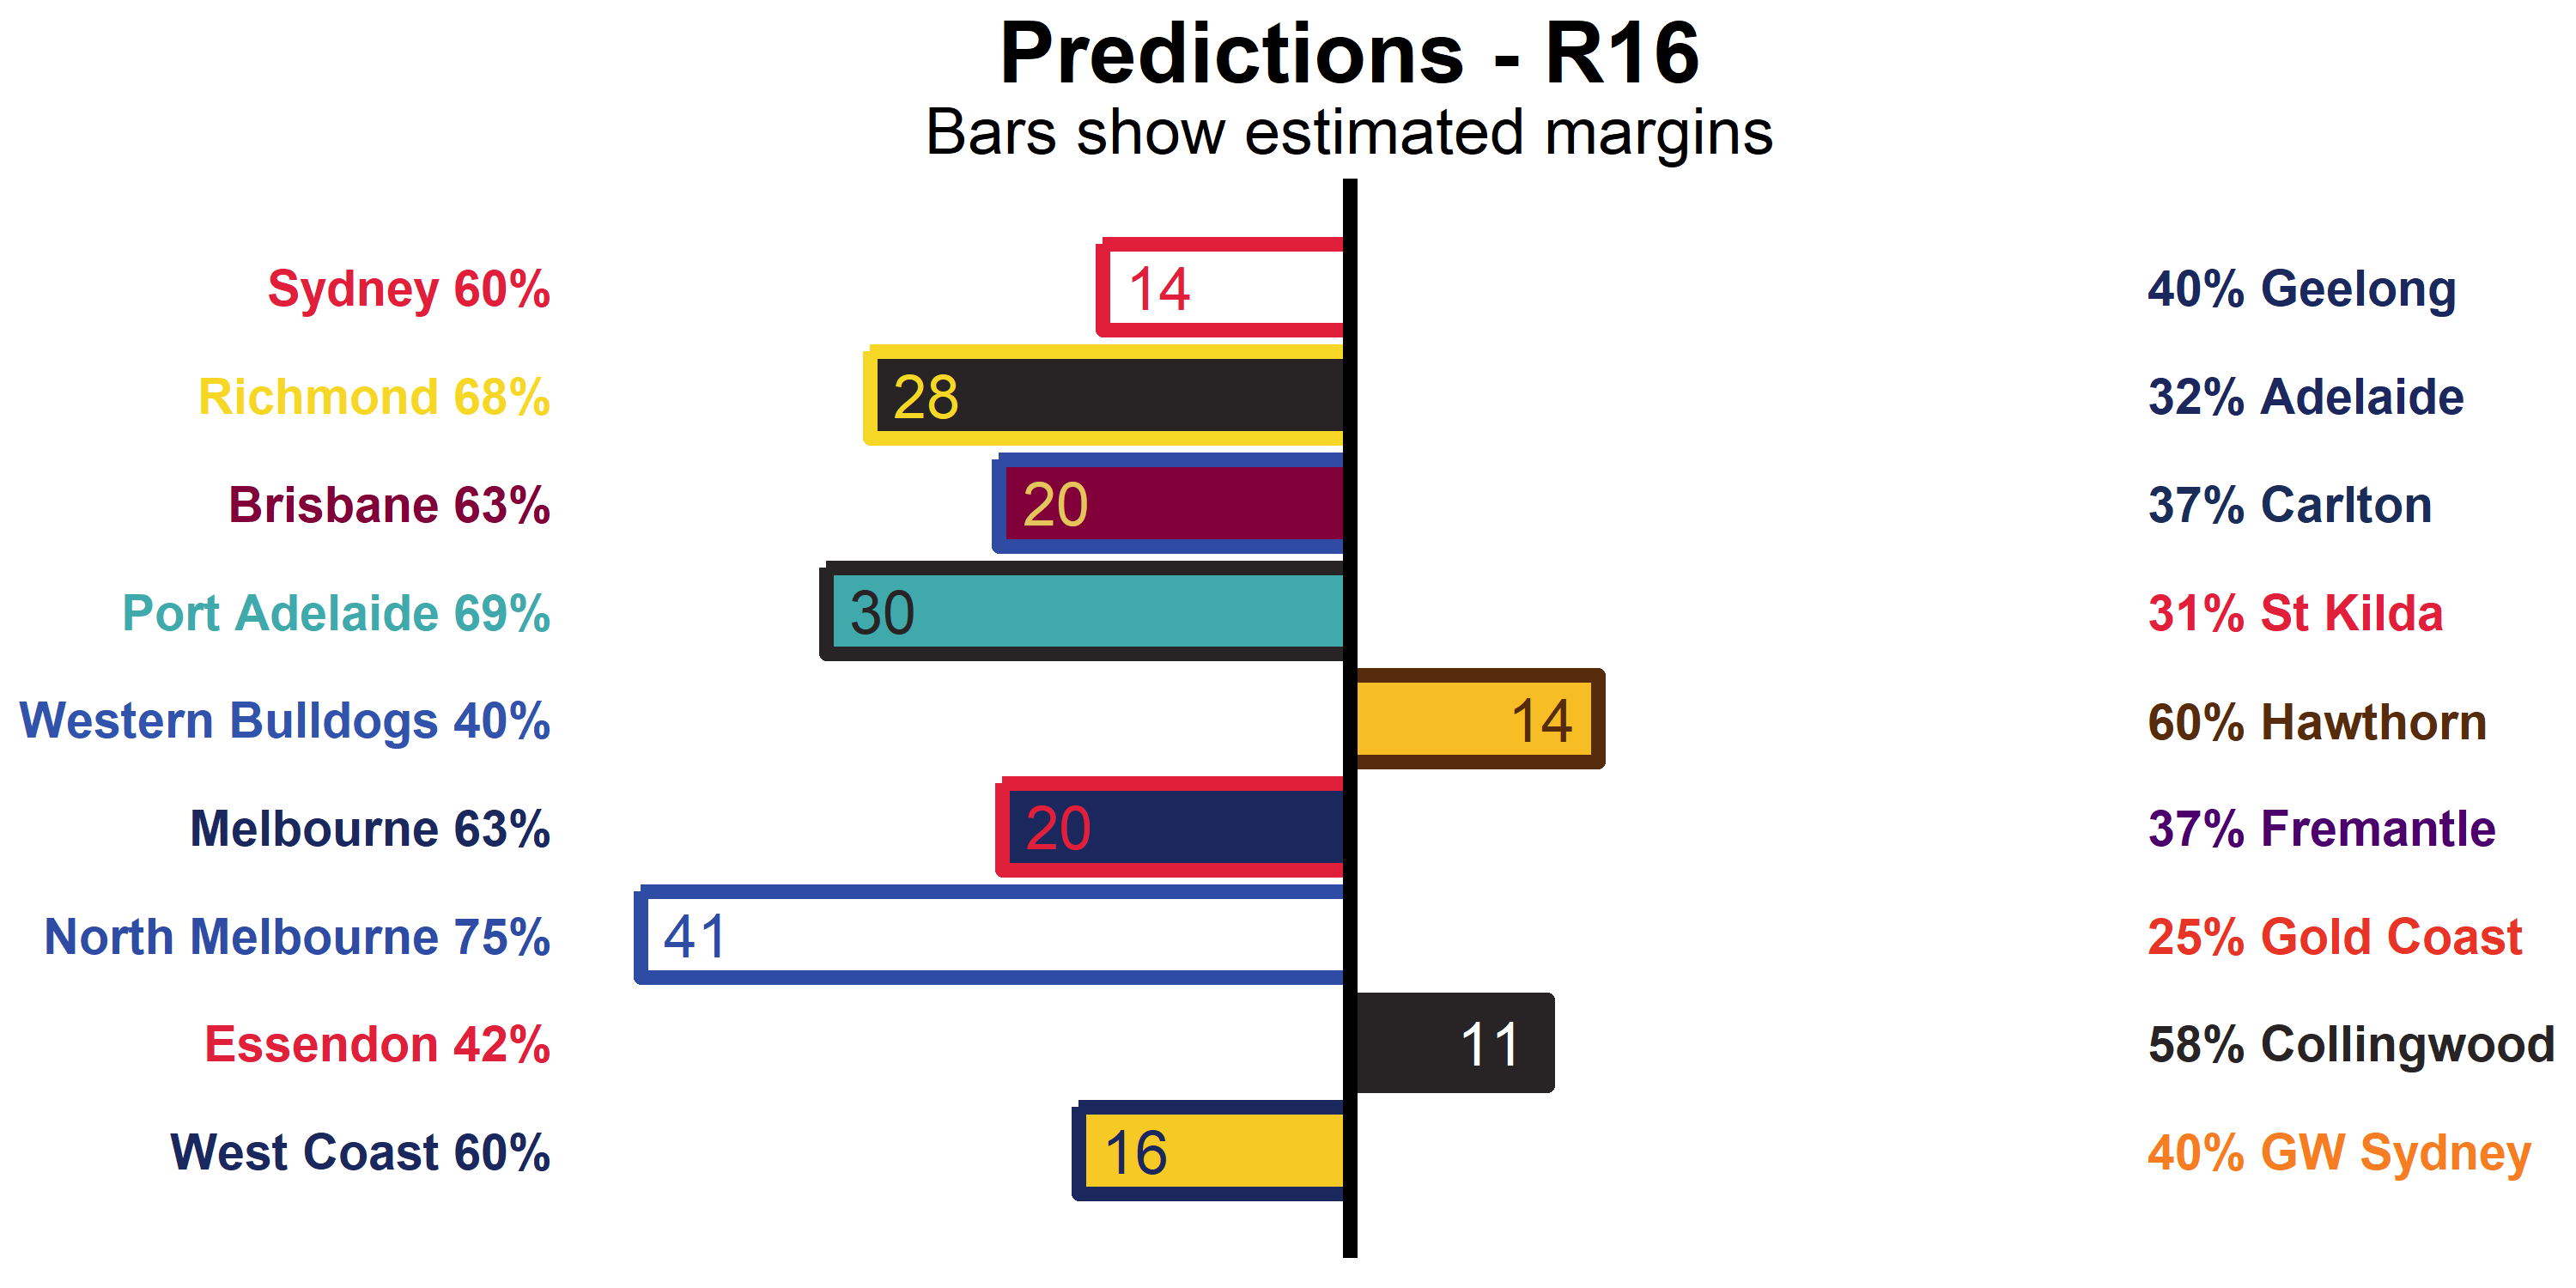 Predictions - R16
Bars show estimated margins
Sydney 60% 14 40% Geelong
Richmond 68% 28 32% Adelaide
Brisbane 63% 20 37% Carlton
Port Adelaide 69% 30 31% St Kilda
Western Bulldogs 40% 14 60% Hawthorn
Melbourne 63% 20 37% Fremantle
North Melbourne 75% 41 25% Gold Coast
Essendon 42% 11 58% Collingwood
West Coast 60% 16 40% GW Sydney